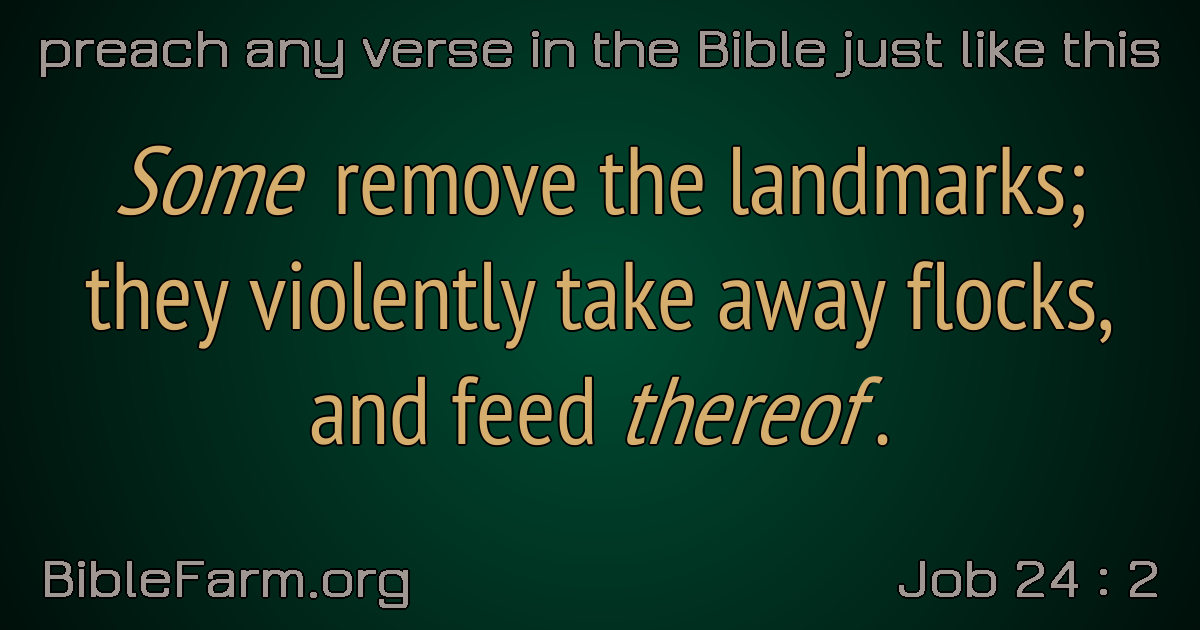 preach any verse in the Bible just like this
Some remove the landmarks;
they violently take away flocks,
and feed thereof.
BibleFarm.org
Job 24 : 2